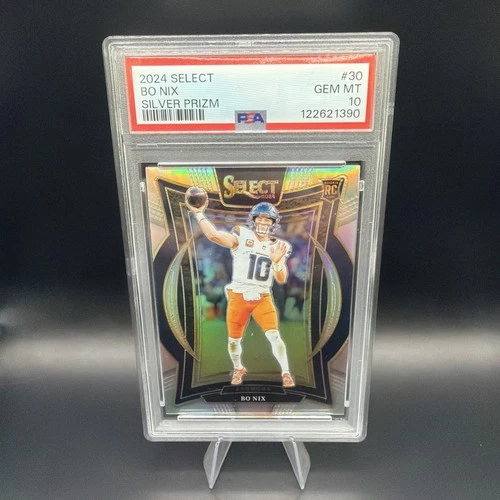 2024 SELECT #30
BO NIX GEM MT
SILVER PRIZM 10
PSA 122621390
SELECT
RC
10
BO NIX